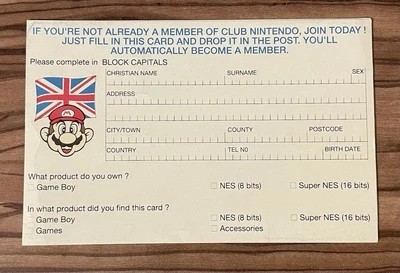 IF YOU'RE NOT ALREADY A MEMBER OF CLUB NINTENDO, JOIN TODAY !
JUST FILL IN THIS CARD AND DROP IT IN THE POST. YOU'LL
AUTOMATICALLY BECOME A MEMBER.
Please complete in BLOCK CAPITALS
CHRISTIAN NAME SURNAME SEX
ADDRESS
CITY/TOWN COUNTY POSTCODE
COUNTRY TEL N0 BIRTH DATE
What product do you own ?
Game Boy NES (8 bits) Super NES (16 bits)
In what product did you find this card ?
Game Boy NES (8 bits) Super NES (16 bits)
Games Accessories